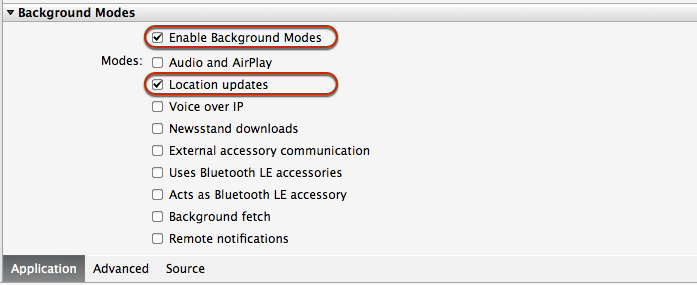 Background Modes
Enable Background Modes
Modes: Audio and AirPlay
Location updates
Voice over IP
Newsstand downloads
External accessory communication
Uses Bluetooth LE accessories
Acts as Bluetooth LE accessory
Background fetch
Remote notifications
Application Advanced Source